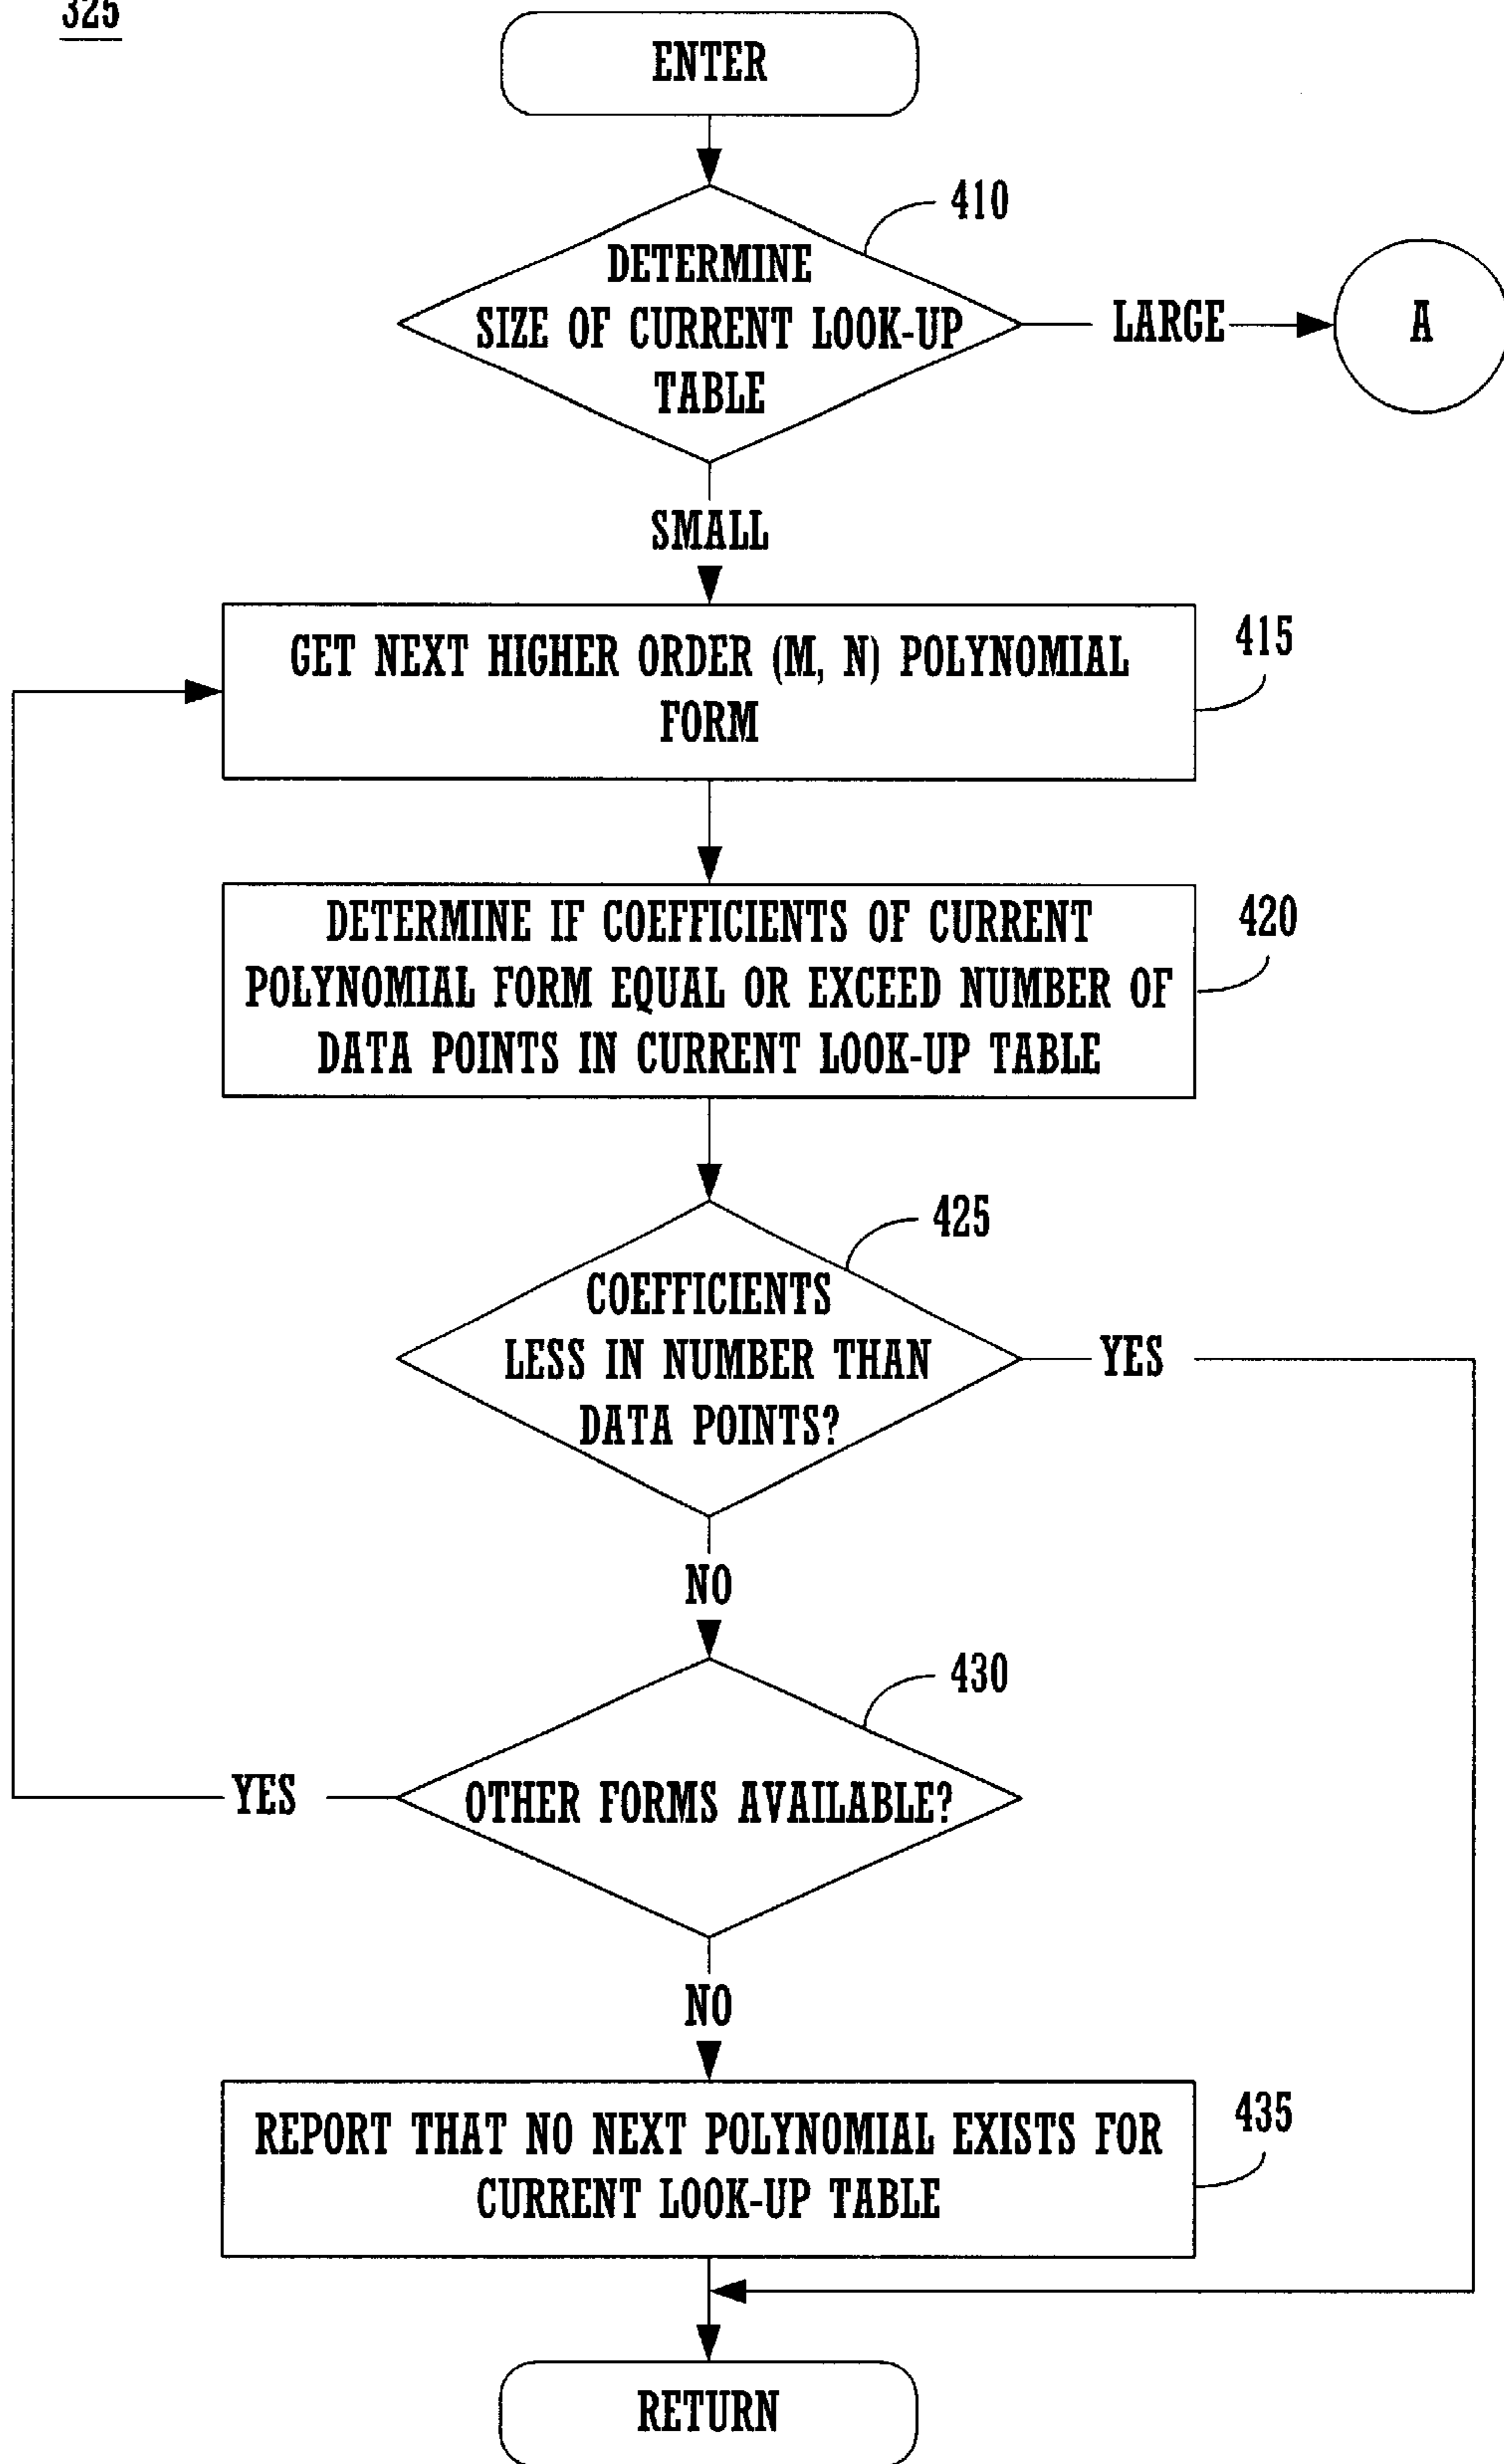 325
ENTER
410
DETERMINE
SIZE OF CURRENT LOOK-UP
TABLE
LARGE
A
SMALL
GET NEXT HIGHER ORDER (M, N) POLYNOMIAL
FORM
415
DETERMINE IF COEFFICIENTS OF CURRENT
POLYNOMIAL FORM EQUAL OR EXCEED NUMBER OF
DATA POINTS IN CURRENT LOOK-UP TABLE
420
425
COEFFICIENTS
LESS IN NUMBER THAN
DATA POINTS?
YES
NO
430
OTHER FORMS AVAILABLE?
YES
NO
REPORT THAT NO NEXT POLYNOMIAL EXISTS FOR
CURRENT LOOK-UP TABLE
435
RETURN